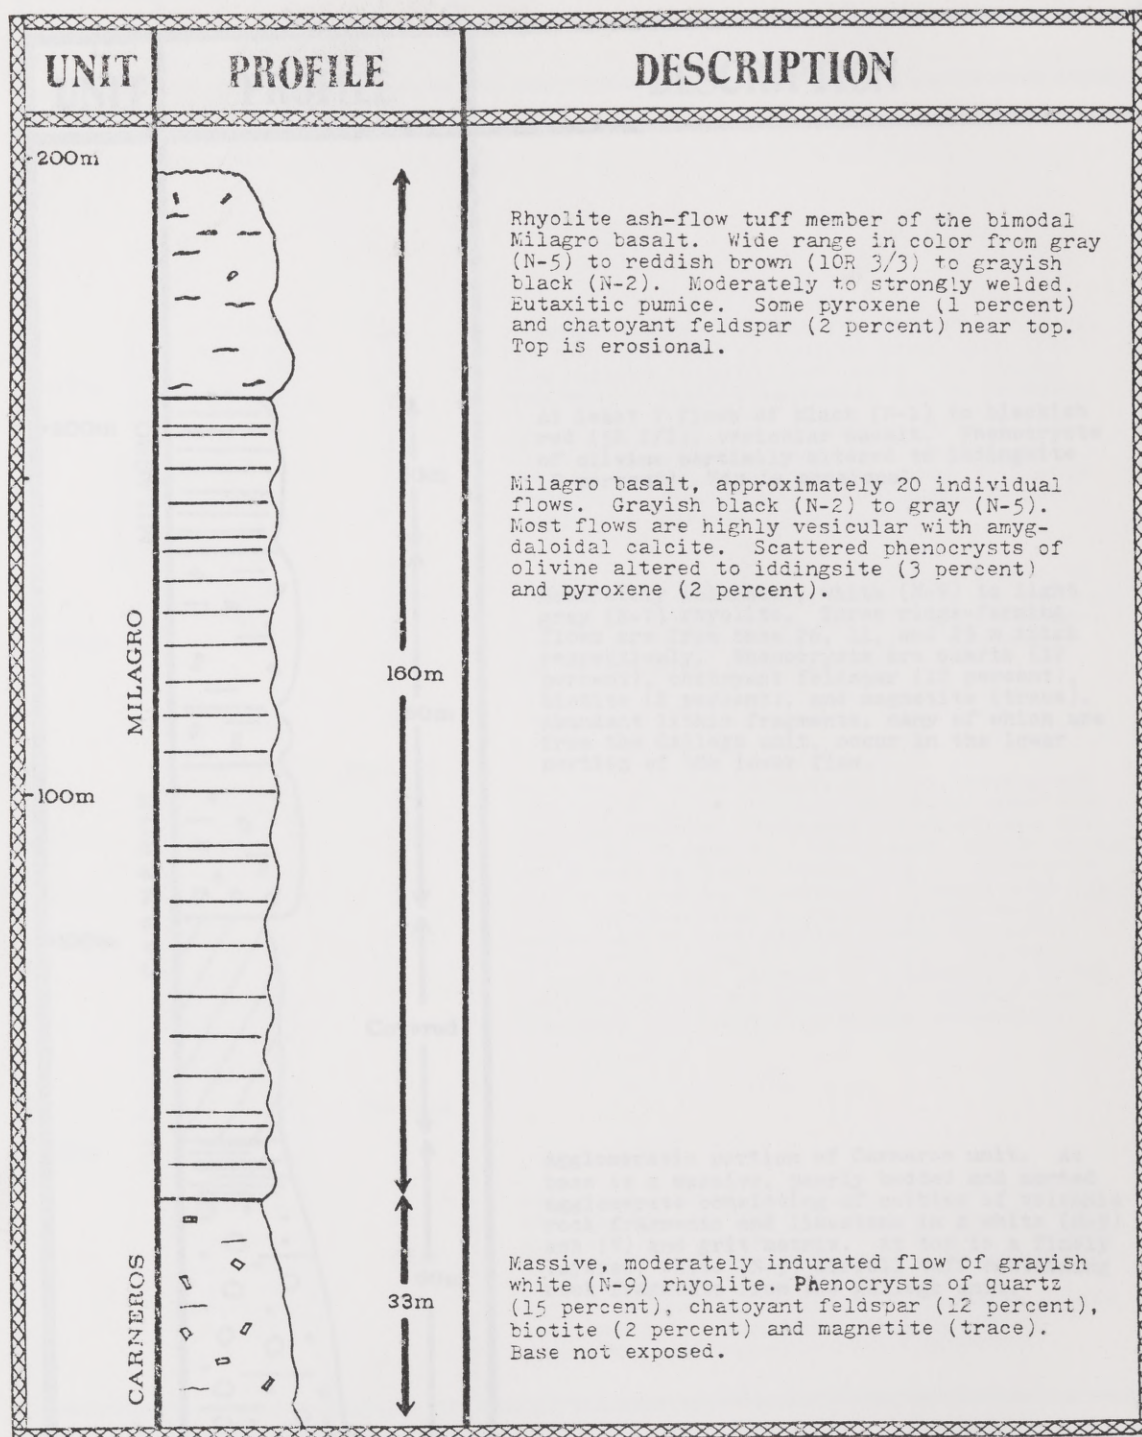 UNIT PROFILE DESCRIPTION
200m
Rhyolite ash-flow tuff member of the bimodal
Milagro basalt. Wide range in color from gray
(N-5) to reddish brown (10R 3/3) to grayish
black (N-2). Moderately to strongly welded.
Eutaxitic pumice. Some pyroxene (1 percent)
and chatoyant feldspar (2 percent) near top.
Top is erosional.
Milagro basalt, approximately 20 individual
flows. Grayish black (N-2) to gray (N-5).
Most flows are highly vesicular with amyg-
daloidal calcite. Scattered phenocrysts of
olivine altered to iddingsite (3 percent)
and pyroxene (2 percent).
MILAGRO
160m
100m
CARNEROS
33m
Massive, moderately indurated flow of grayish
white (N-9) rhyolite. Phenocrysts of quartz
(15 percent), chatoyant feldspar (12 percent),
biotite (2 percent) and magnetite (trace).
Base not exposed.